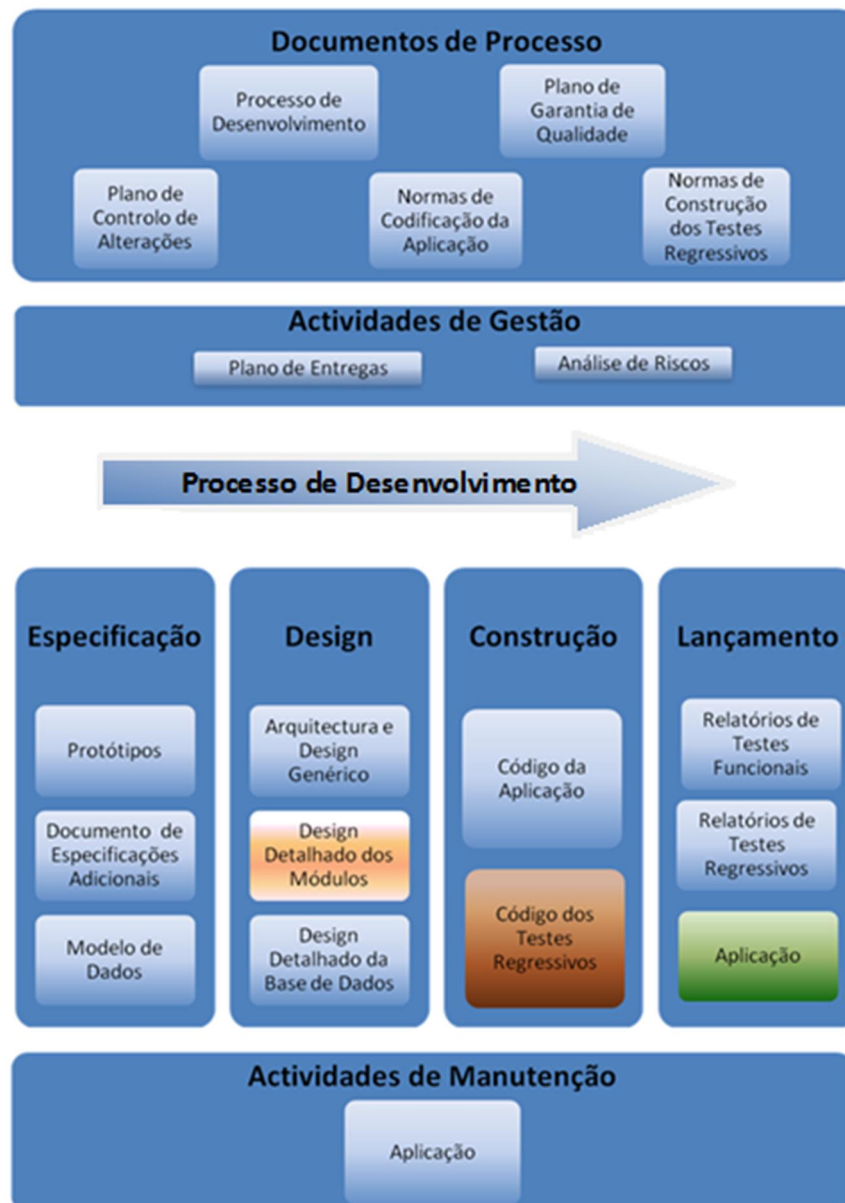 Documentos de Processo
Processo de
Desenvolvimento
Plano de
Garantia de
Qualidade
Plano de
Controlo de
Alterações
Normas de
Codificação da
Aplicação
Normas de
Construção
dos Testes
Regressivos
Actividades de Gestão
Plano de Entregas
Análise de Riscos
Processo de Desenvolvimento
Especificação
Protótipos
Documento de
Especificações
Adicionais
Modelo de
Dados
Design
Arquitectura e
Design
Genérico
Design
Detalhado dos
Módulos
Design
Detalhado da
Base de Dados
Construção
Código da
Aplicação
Código dos
Testes
Regressivos
Lançamento
Relatórios de
Testes
Funcionais
Relatórios de
Testes
Regressivos
Aplicação
Actividades de Manutenção
Aplicação